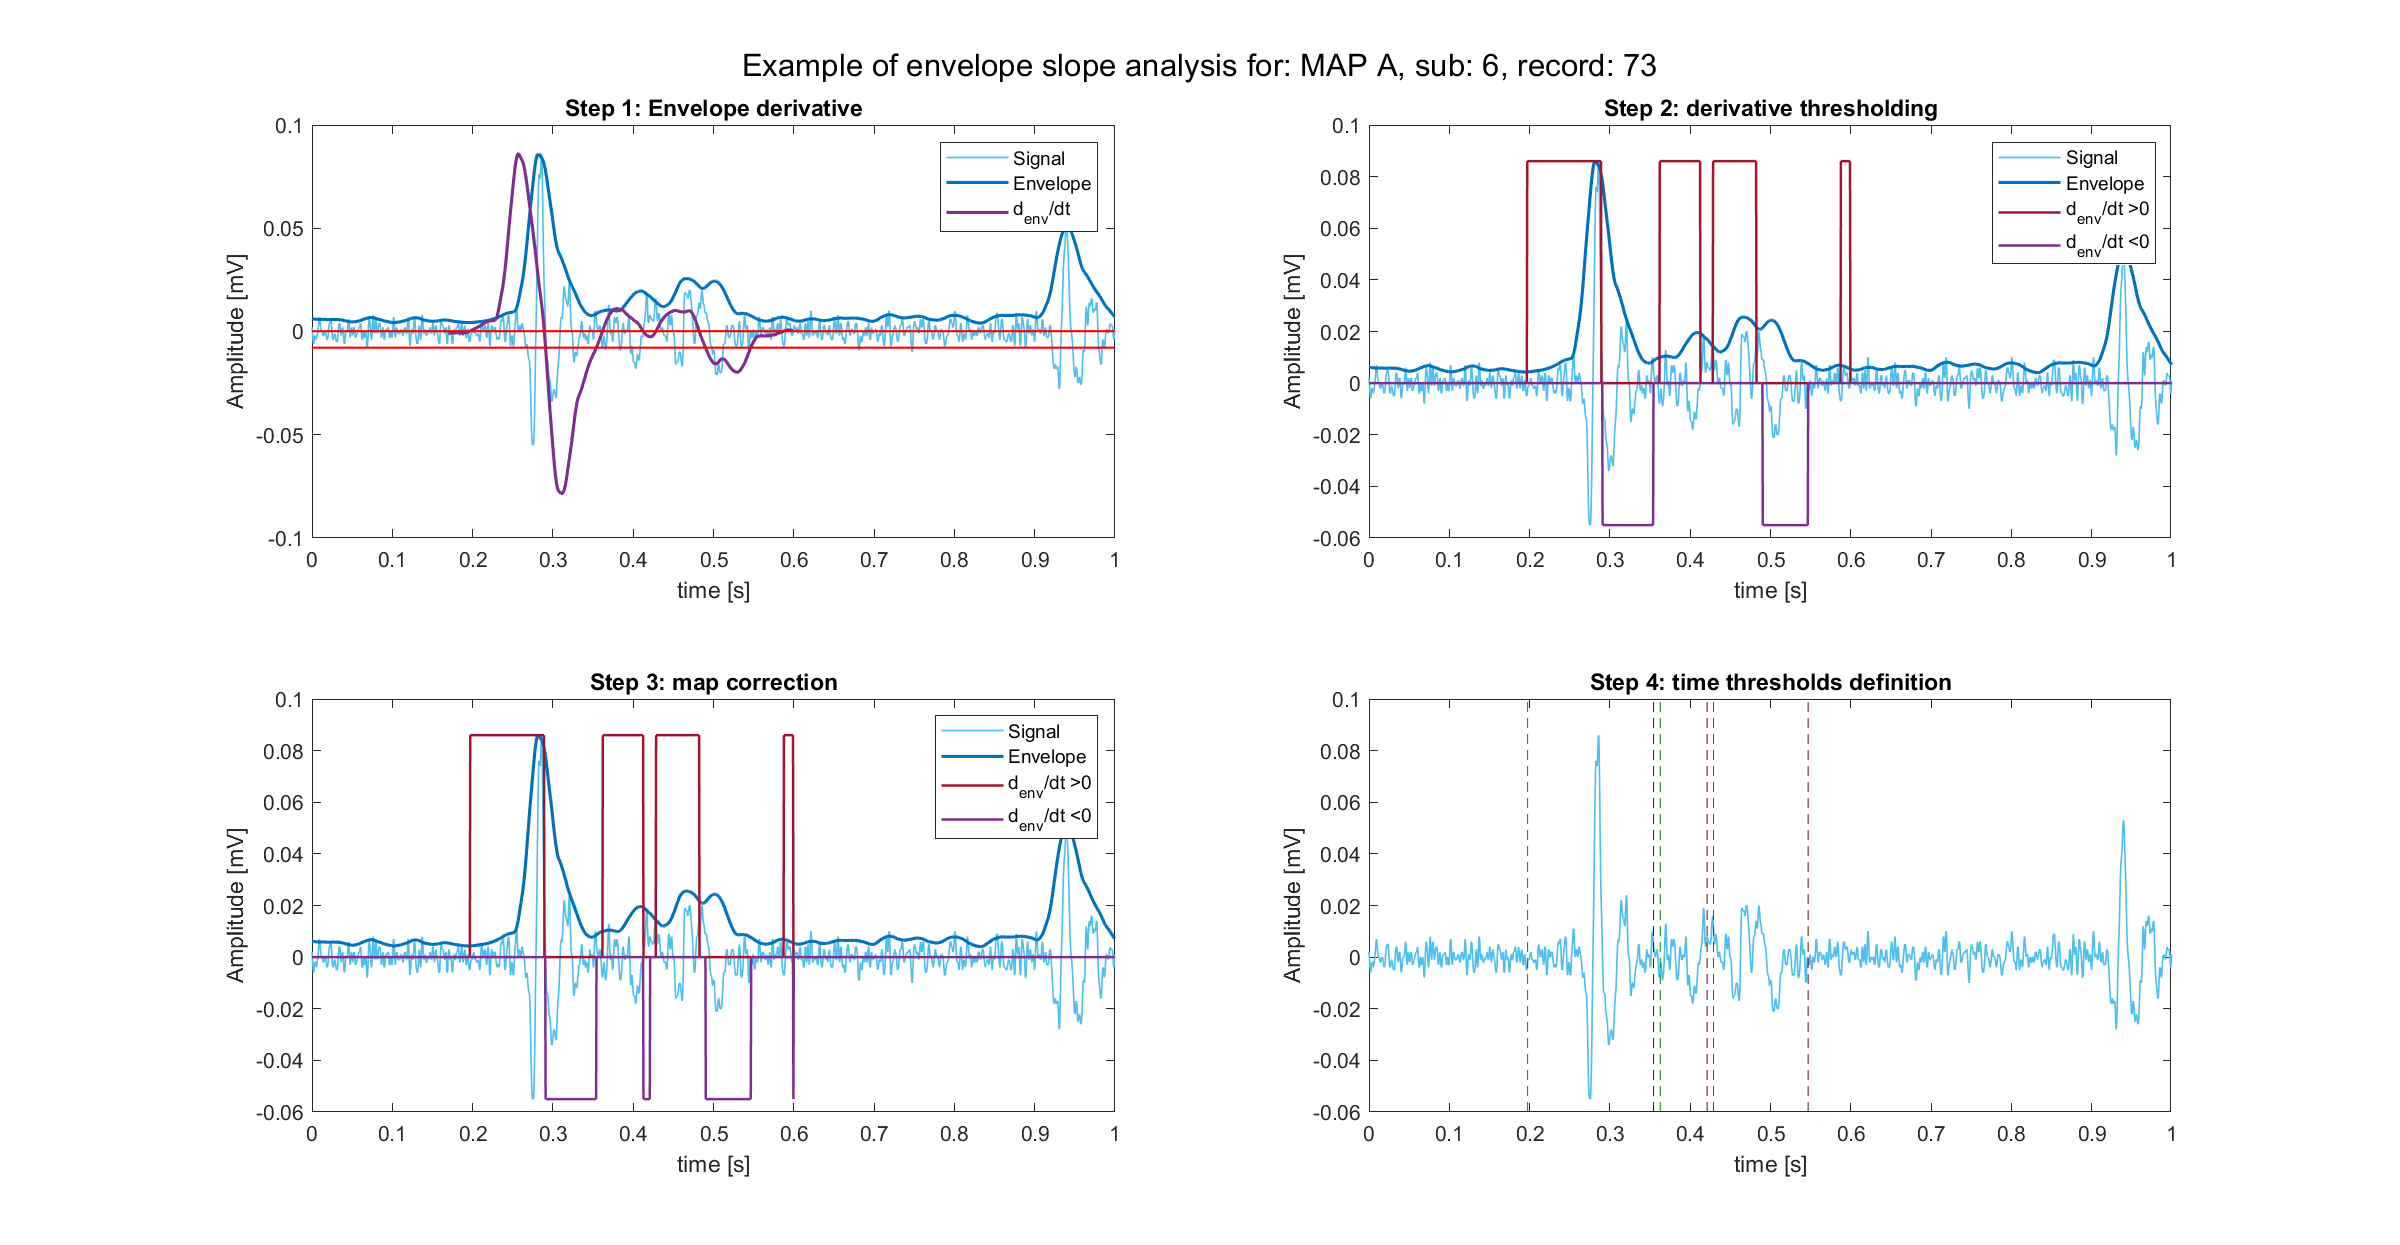 Example of envelope slope analysis for: MAP A, sub: 6, record: 73
Step 1: Envelope derivative
Amplitude [mV]
0.1
0.05
0
-0.05
-0.1
Signal
Envelope
d_env/dt
0 0.1 0.2 0.3 0.4 0.5 0.6 0.7 0.8 0.9 1
time [s]
Step 2: derivative thresholding
Amplitude [mV]
0.1
0.08
0.06
0.04
0.02
0
-0.02
-0.04
-0.06
Signal
Envelope
d_env/dt >0
d_env/dt <0
0 0.1 0.2 0.3 0.4 0.5 0.6 0.7 0.8 0.9 1
time [s]
Step 3: map correction
Amplitude [mV]
0.1
0.08
0.06
0.04
0.02
0
-0.02
-0.04
-0.06
Signal
Envelope
d_env/dt >0
d_env/dt <0
0 0.1 0.2 0.3 0.4 0.5 0.6 0.7 0.8 0.9 1
time [s]
Step 4: time thresholds definition
Amplitude [mV]
0.1
0.08
0.06
0.04
0.02
0
-0.02
-0.04
-0.06
0 0.1 0.2 0.3 0.4 0.5 0.6 0.7 0.8 0.9 1
time [s]